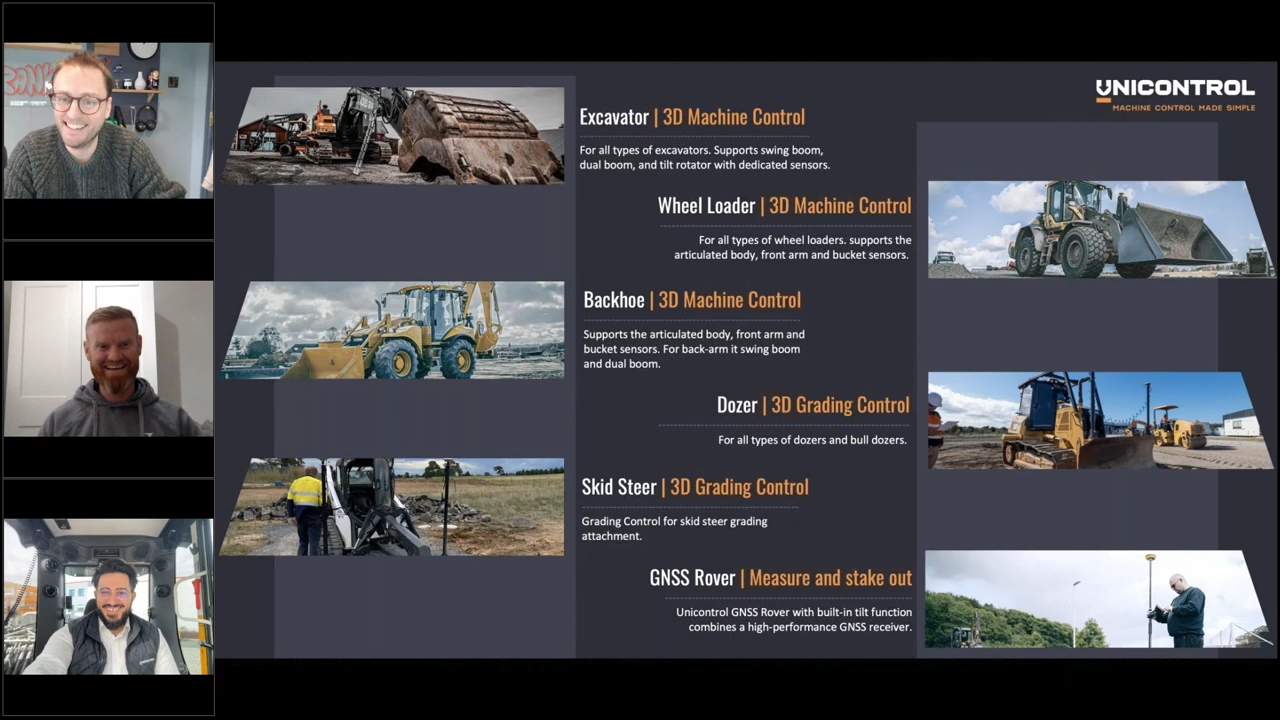 UNICONTROL
MACHINE CONTROL MADE SIMPLE
Excavator | 3D Machine Control
For all types of excavators. Supports swing boom,
dual boom, and tilt rotator with dedicated sensors.
Wheel Loader | 3D Machine Control
For all types of wheel loaders. supports the
articulated body, front arm and bucket sensors.
Backhoe | 3D Machine Control
Supports the articulated body, front arm and
bucket sensors. For back-arm it swing boom
and dual boom.
Dozer | 3D Grading Control
For all types of dozers and bull dozers.
Skid Steer | 3D Grading Control
Grading Control for skid steer grading
attachment.
GNSS Rover | Measure and stake out
Unicontrol GNSS Rover with built-in tilt function
combines a high-performance GNSS receiver.